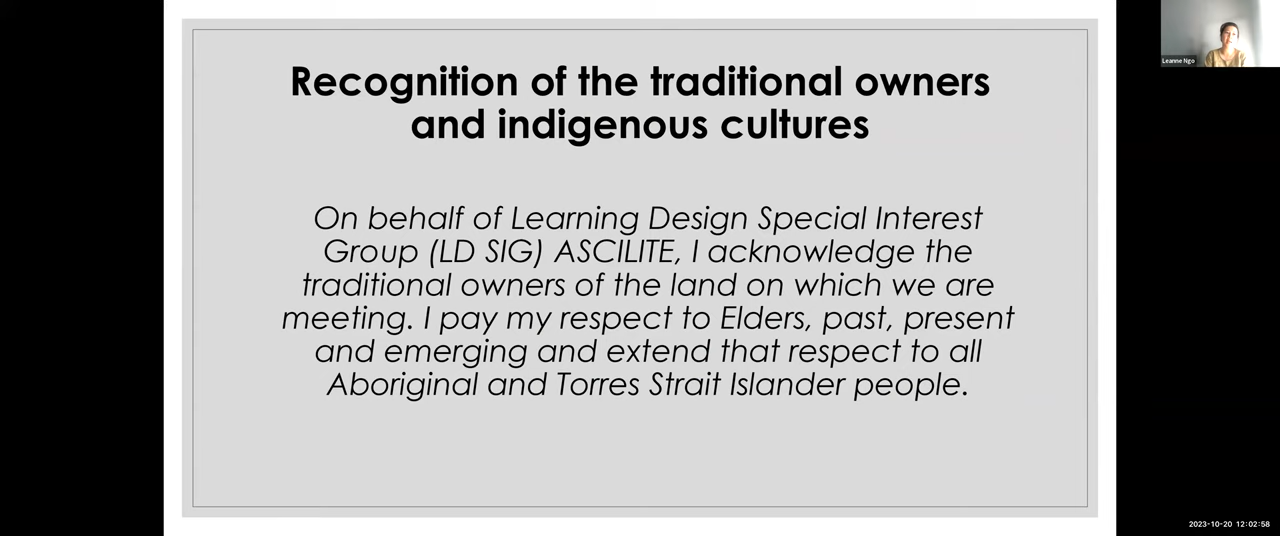 Recognition of the traditional owners
and indigenous cultures
On behalf of Learning Design Special Interest
Group (LD SIG) ASCILITE, I acknowledge the
traditional owners of the land on which we are
meeting. I pay my respect to Elders, past, present
and emerging and extend that respect to all
Aboriginal and Torres Strait Islander people.
Leanne Ngo
2023-10-20 12:02:58